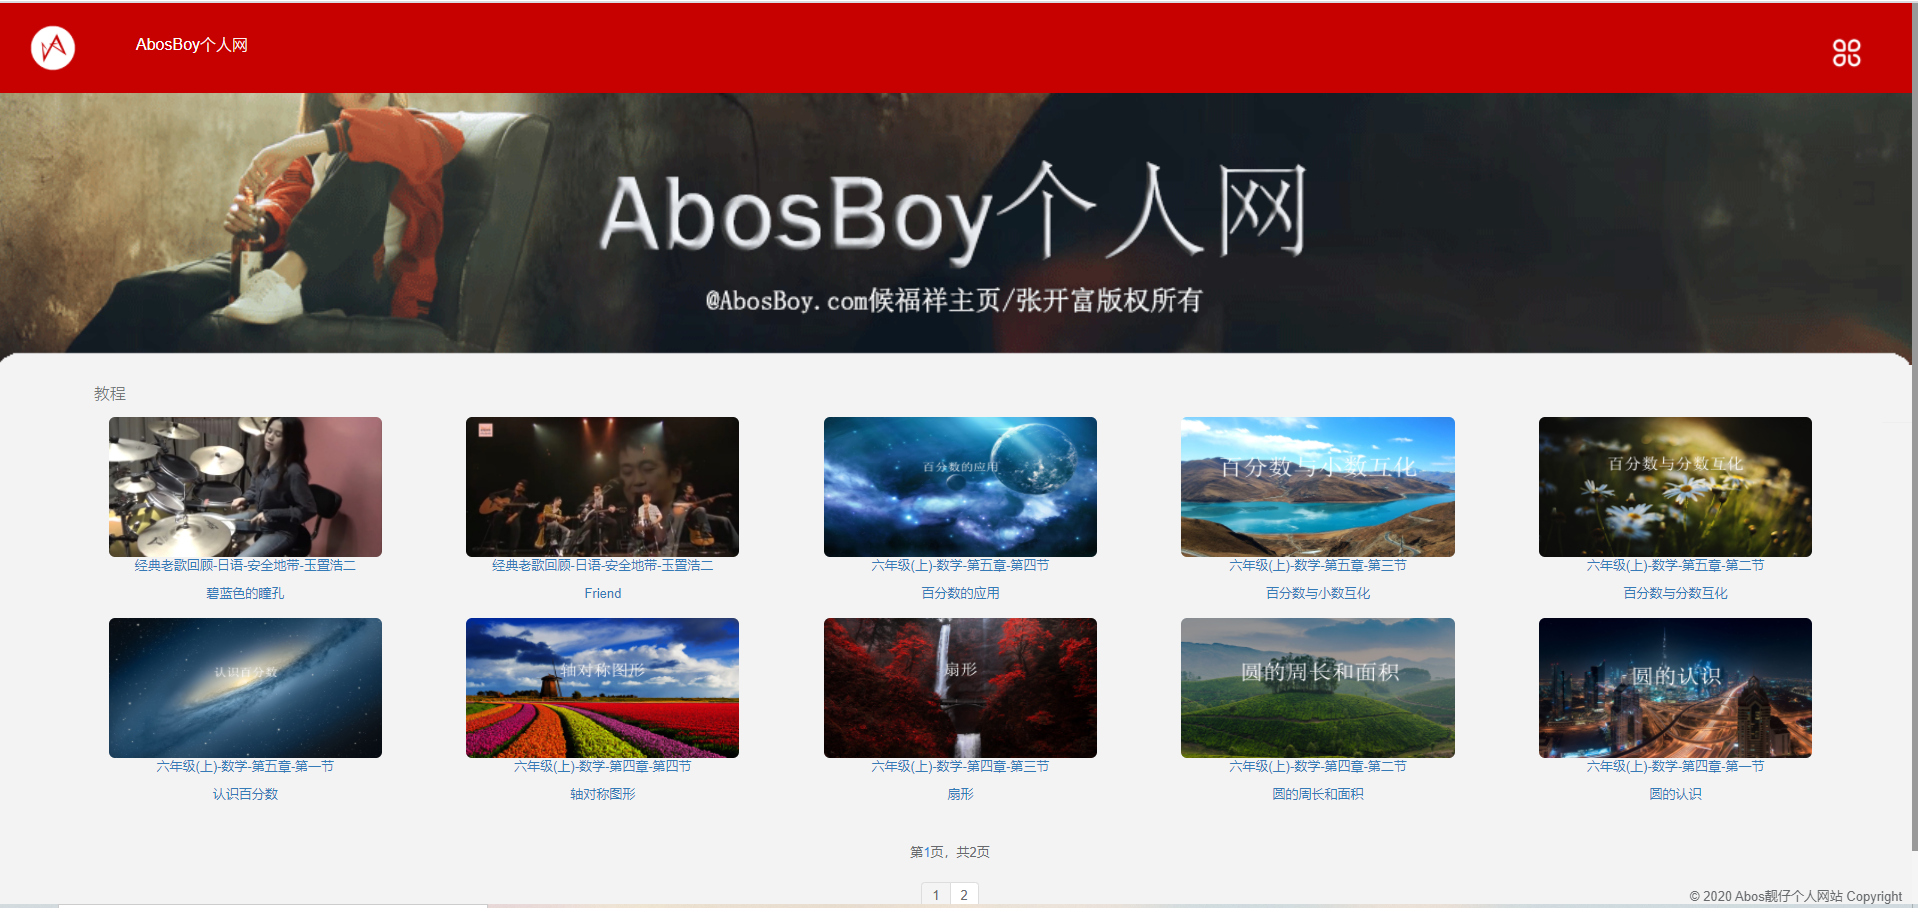 AbosBoy个人网
AbosBoy个人网
@AbosBoy.com候福祥主页/张开富版权所有
教程
百分数的应用
百分数与小数互化
百分数与分数互化
经典老歌回顾-日语-安全地带-玉置浩二
经典老歌回顾-日语-安全地带-玉置浩二
六年级(上)-数学-第五章-第四节
六年级(上)-数学-第五章-第三节
六年级(上)-数学-第五章-第二节
碧蓝色的瞳孔
Friend
百分数的应用
百分数与小数互化
百分数与分数互化
认识百分数
轴对称图形
扇形
圆的周长和面积
圆的认识
六年级(上)-数学-第五章-第一节
六年级(上)-数学-第四章-第四节
六年级(上)-数学-第四章-第三节
六年级(上)-数学-第四章-第二节
六年级(上)-数学-第四章-第一节
认识百分数
轴对称图形
扇形
圆的周长和面积
圆的认识
第1页，共2页
1 2
© 2020 Abos靓仔个人网站 Copyright